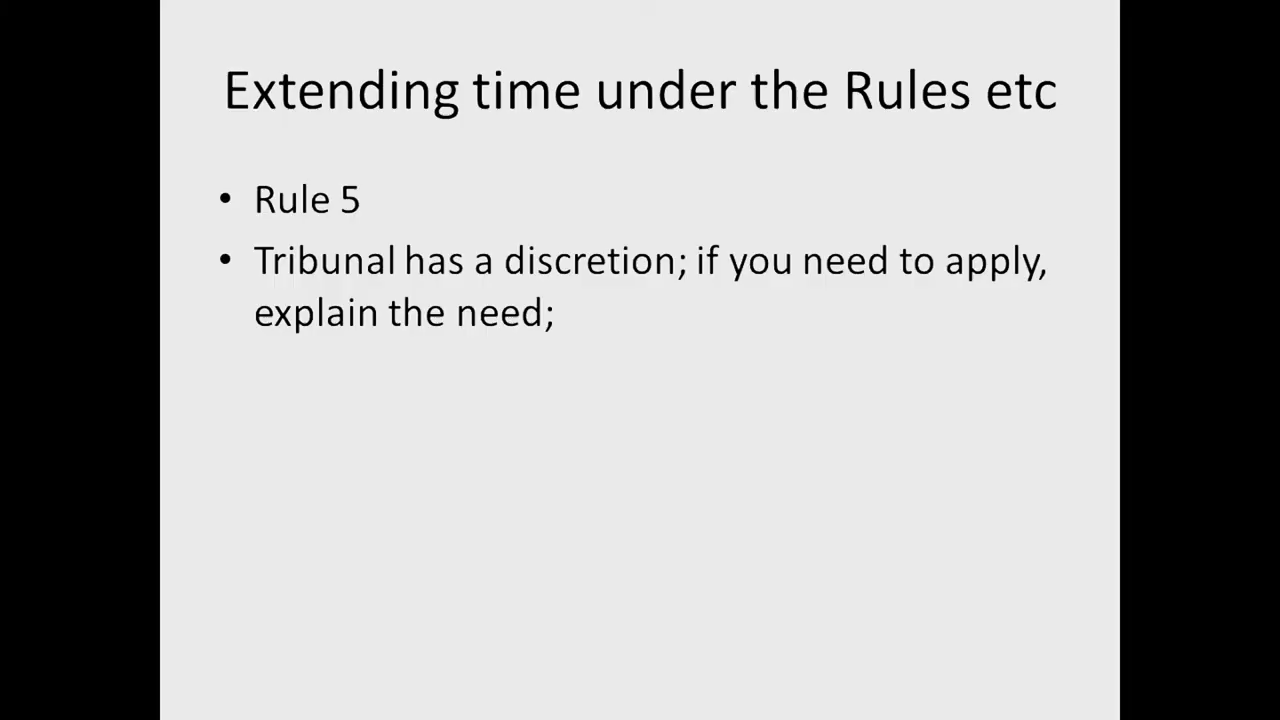 Extending time under the Rules etc
• Rule 5
• Tribunal has a discretion; if you need to apply,
explain the need;